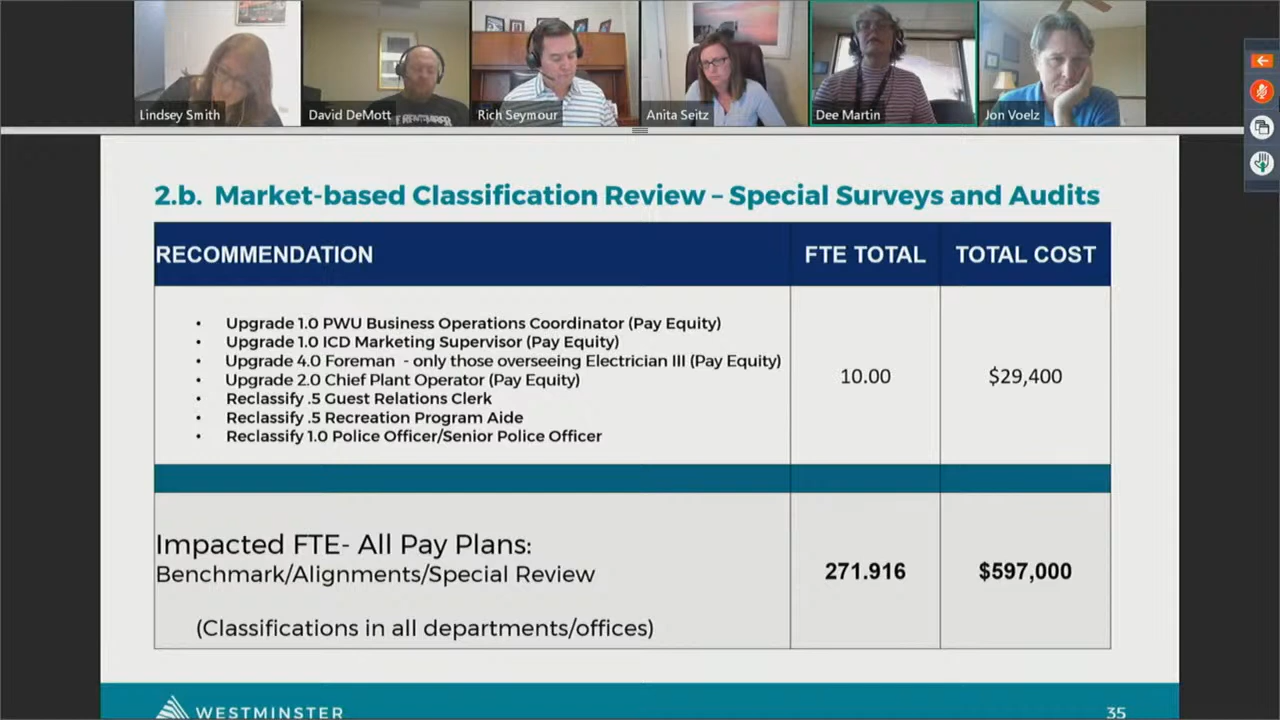 Lindsey Smith
David DeMott
Rich Seymour
Anita Seitz
Dee Martin
Jon Voelz
2.b. Market-based Classification Review – Special Surveys and Audits
RECOMMENDATION
FTE TOTAL
TOTAL COST
• Upgrade 1.0 PWU Business Operations Coordinator (Pay Equity)
• Upgrade 1.0 ICD Marketing Supervisor (Pay Equity)
• Upgrade 4.0 Foreman - only those overseeing Electrician III (Pay Equity)
• Upgrade 2.0 Chief Plant Operator (Pay Equity)
• Reclassify .5 Guest Relations Clerk
• Reclassify .5 Recreation Program Aide
• Reclassify 1.0 Police Officer/Senior Police Officer
10.00
$29,400
Impacted FTE- All Pay Plans:
Benchmark/Alignments/Special Review
(Classifications in all departments/offices)
271.916
$597,000
WESTMINSTER
35